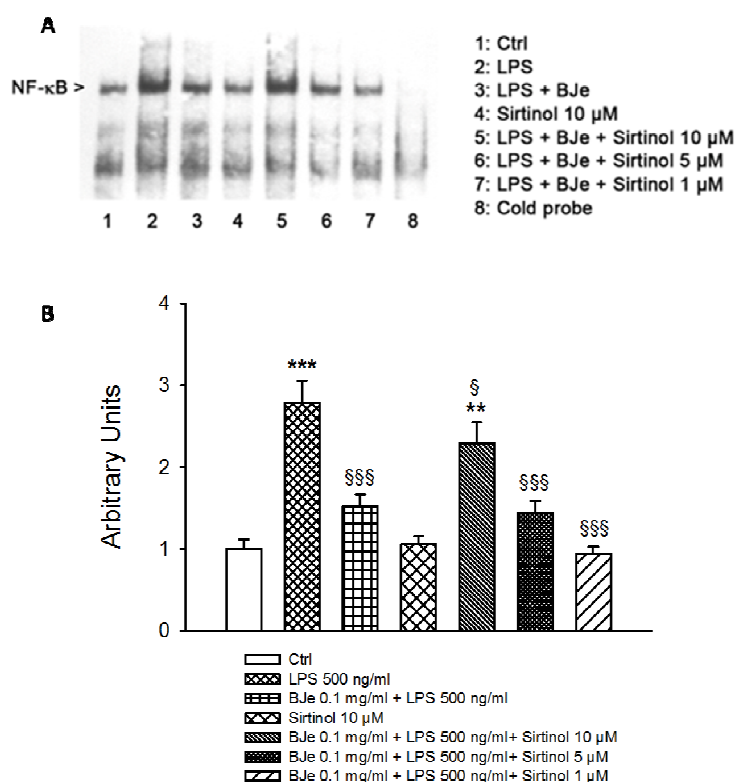 A
NF-κB >
1: Ctrl
2: LPS
3: LPS + BJe
4: Sirtinol 10 µM
5: LPS + BJe + Sirtinol 10 µM
6: LPS + BJe + Sirtinol 5 µM
7: LPS + BJe + Sirtinol 1 µM
8: Cold probe
1 2 3 4 5 6 7 8
B
Arbitrary Units
4
3
2
1
0
***
§§§
§
**
§§§
§§§
Ctrl
LPS 500 ng/ml
BJe 0.1 mg/ml + LPS 500 ng/ml
Sirtinol 10 µM
BJe 0.1 mg/ml + LPS 500 ng/ml+ Sirtinol 10 µM
BJe 0.1 mg/ml + LPS 500 ng/ml+ Sirtinol 5 µM
BJe 0.1 mg/ml + LPS 500 ng/ml+ Sirtinol 1 µM